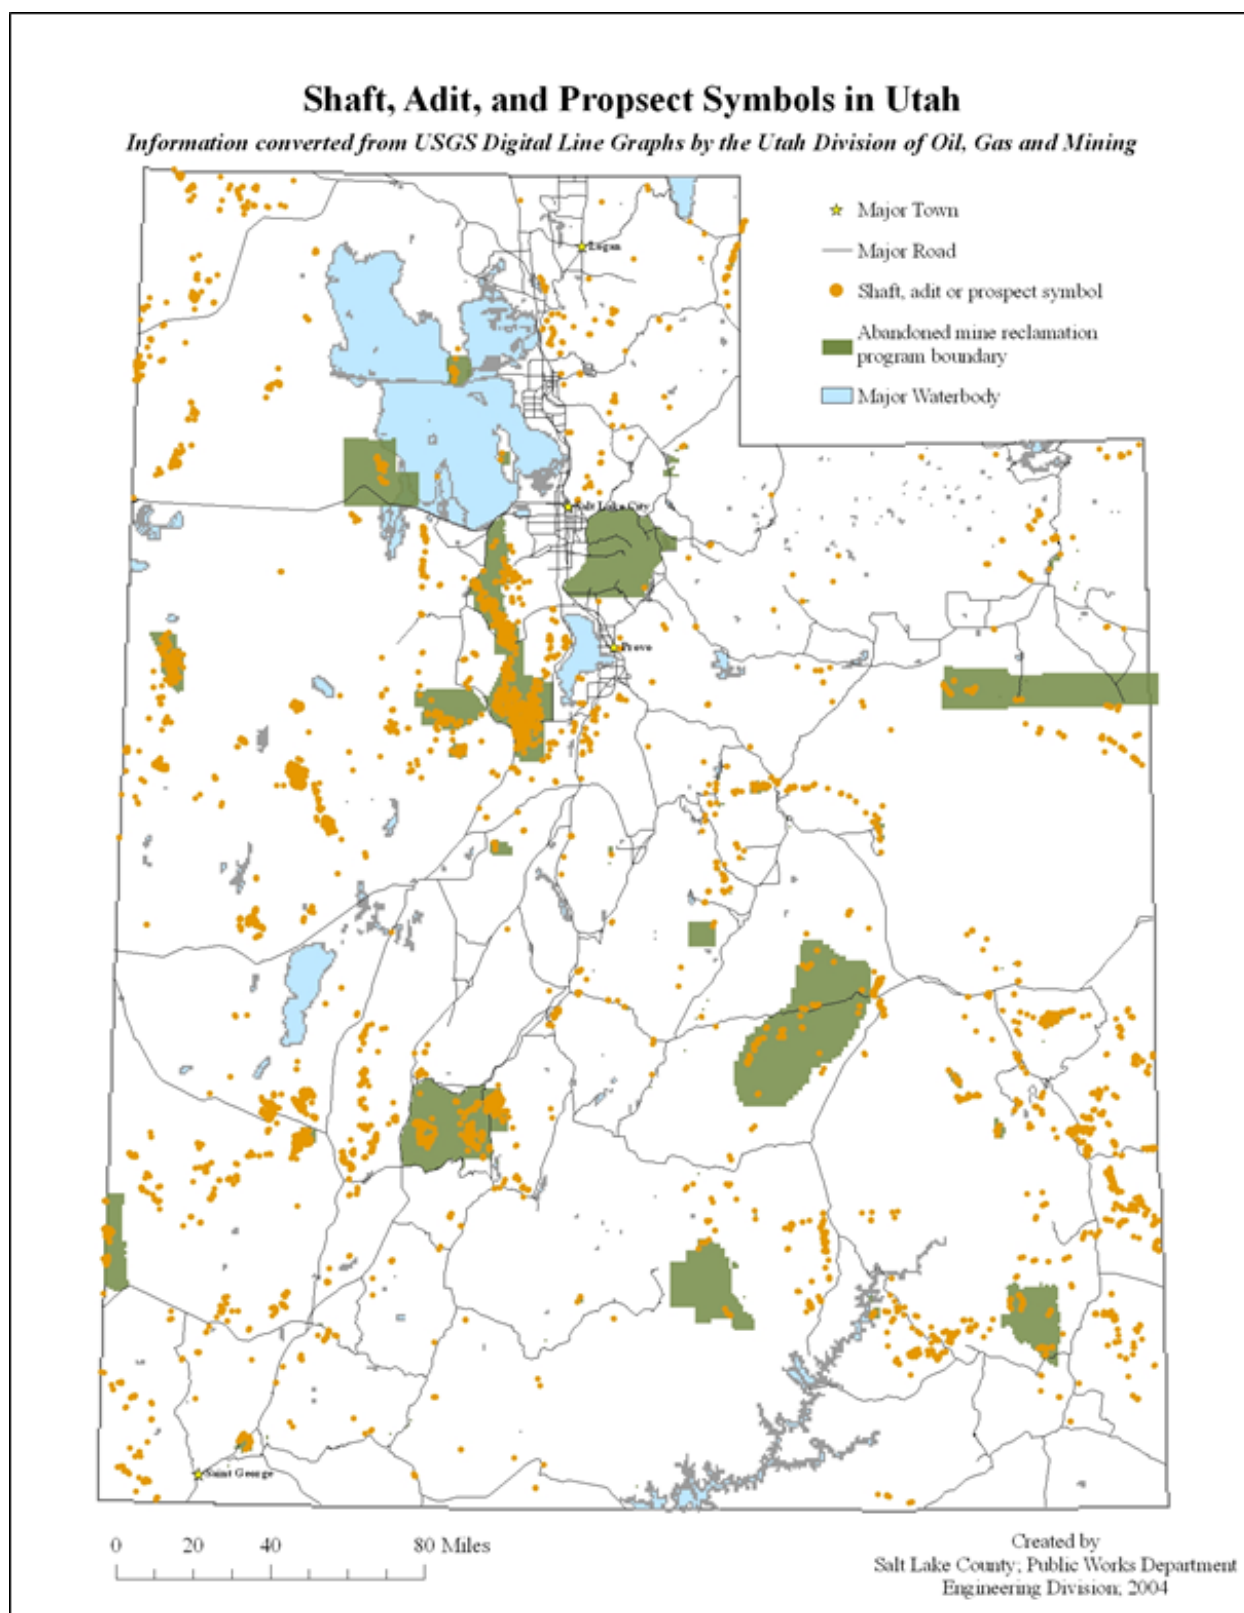 Shaft, Adit, and Propsect Symbols in Utah
Information converted from USGS Digital Line Graphs by the Utah Division of Oil, Gas and Mining
Major Town
Major Road
Shaft, adit or prospect symbol
Abandoned mine reclamation
program boundary
Major Waterbody
Logan
Salt Lake City
Provo
Saint George
0 20 40 80 Miles
Created by
Salt Lake County; Public Works Department
Engineering Division; 2004